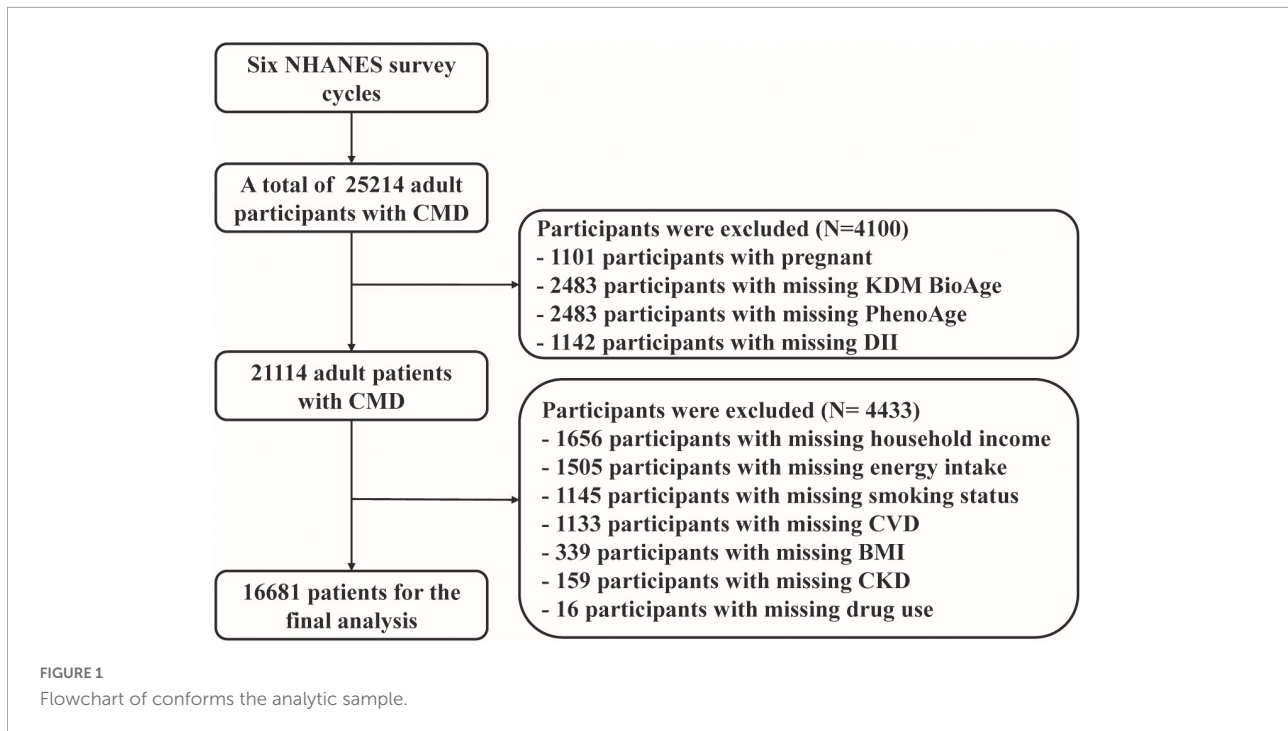 Six NHANES survey
cycles
A total of 25214 adult
participants with CMD
Participants were excluded (N=4100)
- 1101 participants with pregnant
- 2483 participants with missing KDM BioAge
- 2483 participants with missing PhenoAge
- 1142 participants with missing DII
21114 adult patients
with CMD
Participants were excluded (N= 4433)
- 1656 participants with missing household income
- 1505 participants with missing energy intake
- 1145 participants with missing smoking status
- 1133 participants with missing CVD
- 339 participants with missing BMI
- 159 participants with missing CKD
- 16 participants with missing drug use
16681 patients for the
final analysis
FIGURE 1
Flowchart of conforms the analytic sample.